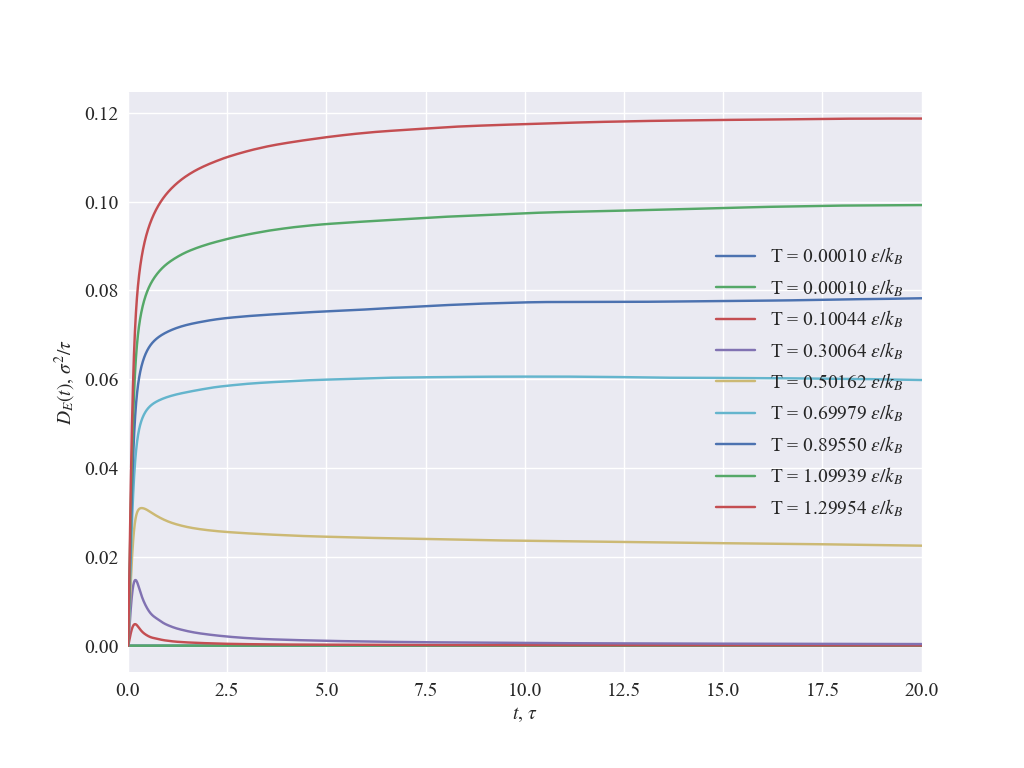 0.12
0.10
0.08
0.06
0.04
0.02
0.00
D_E(t), σ²/τ
T = 0.00010 ε/k_B
T = 0.00010 ε/k_B
T = 0.10044 ε/k_B
T = 0.30064 ε/k_B
T = 0.50162 ε/k_B
T = 0.69979 ε/k_B
T = 0.89550 ε/k_B
T = 1.09939 ε/k_B
T = 1.29954 ε/k_B
0.0 2.5 5.0 7.5 10.0 12.5 15.0 17.5 20.0
t, τ